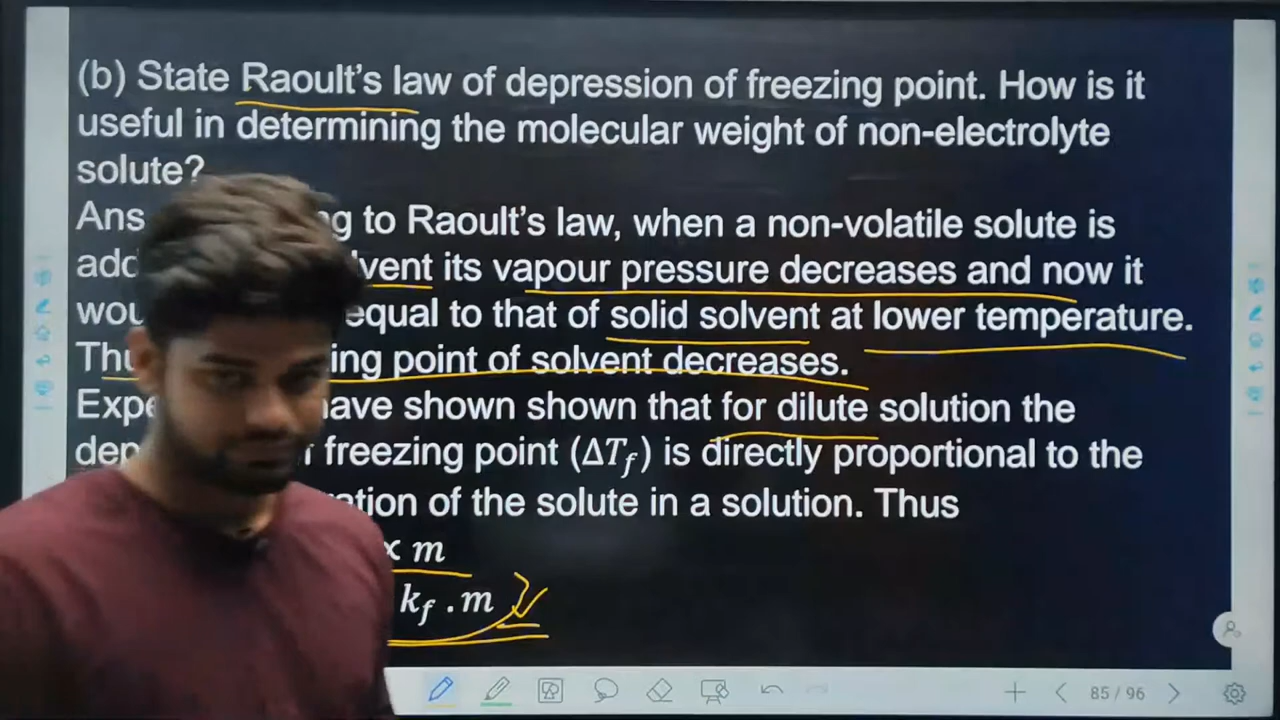 (b) State Raoult's law of depression of freezing point. How is it
useful in determining the molecular weight of non-electrolyte
solute?
Ans ng to Raoult's law, when a non-volatile solute is
add lvent its vapour pressure decreases and now it
wou equal to that of solid solvent at lower temperature.
Thu ing point of solvent decreases.
Expe have shown shown that for dilute solution the
dep f freezing point (ΔT_f) is directly proportional to the
ation of the solute in a solution. Thus
∝ m
k_f . m
85 / 96